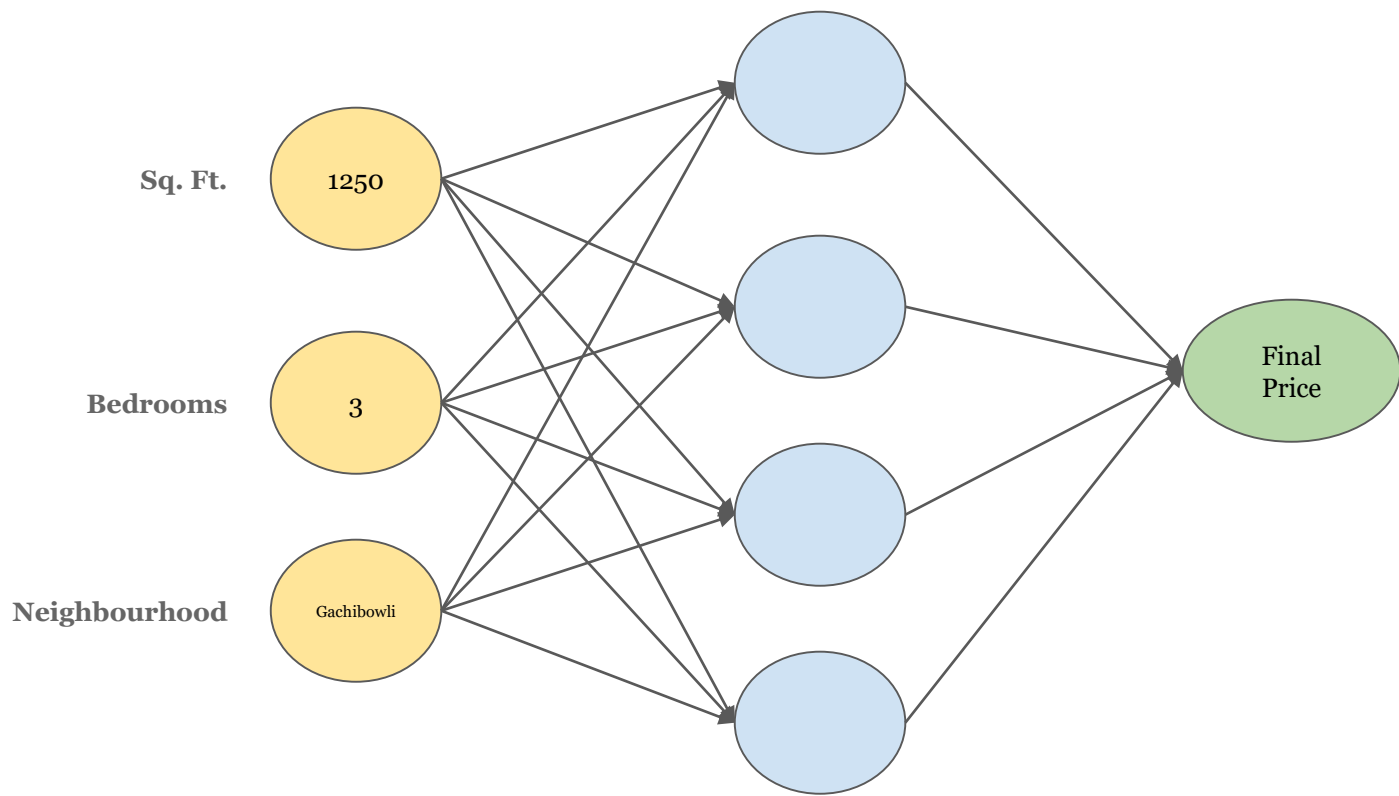 Sq. Ft.
1250
Bedrooms
3
Neighbourhood
Gachibowli
Final
Price